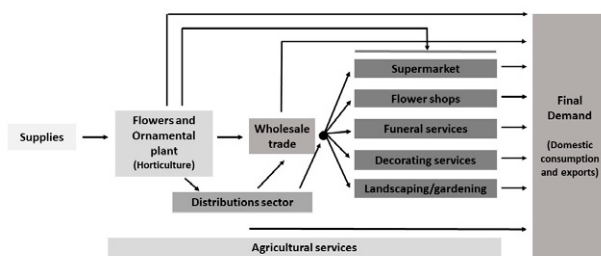 Supplies
Flowers and
Ornamental
plant
(Horticulture)
Wholesale
trade
Distributions sector
Supermarket
Flower shops
Funeral services
Decorating services
Landscaping/gardening
Final
Demand
(Domestic
consumption
and exports)
Agricultural services